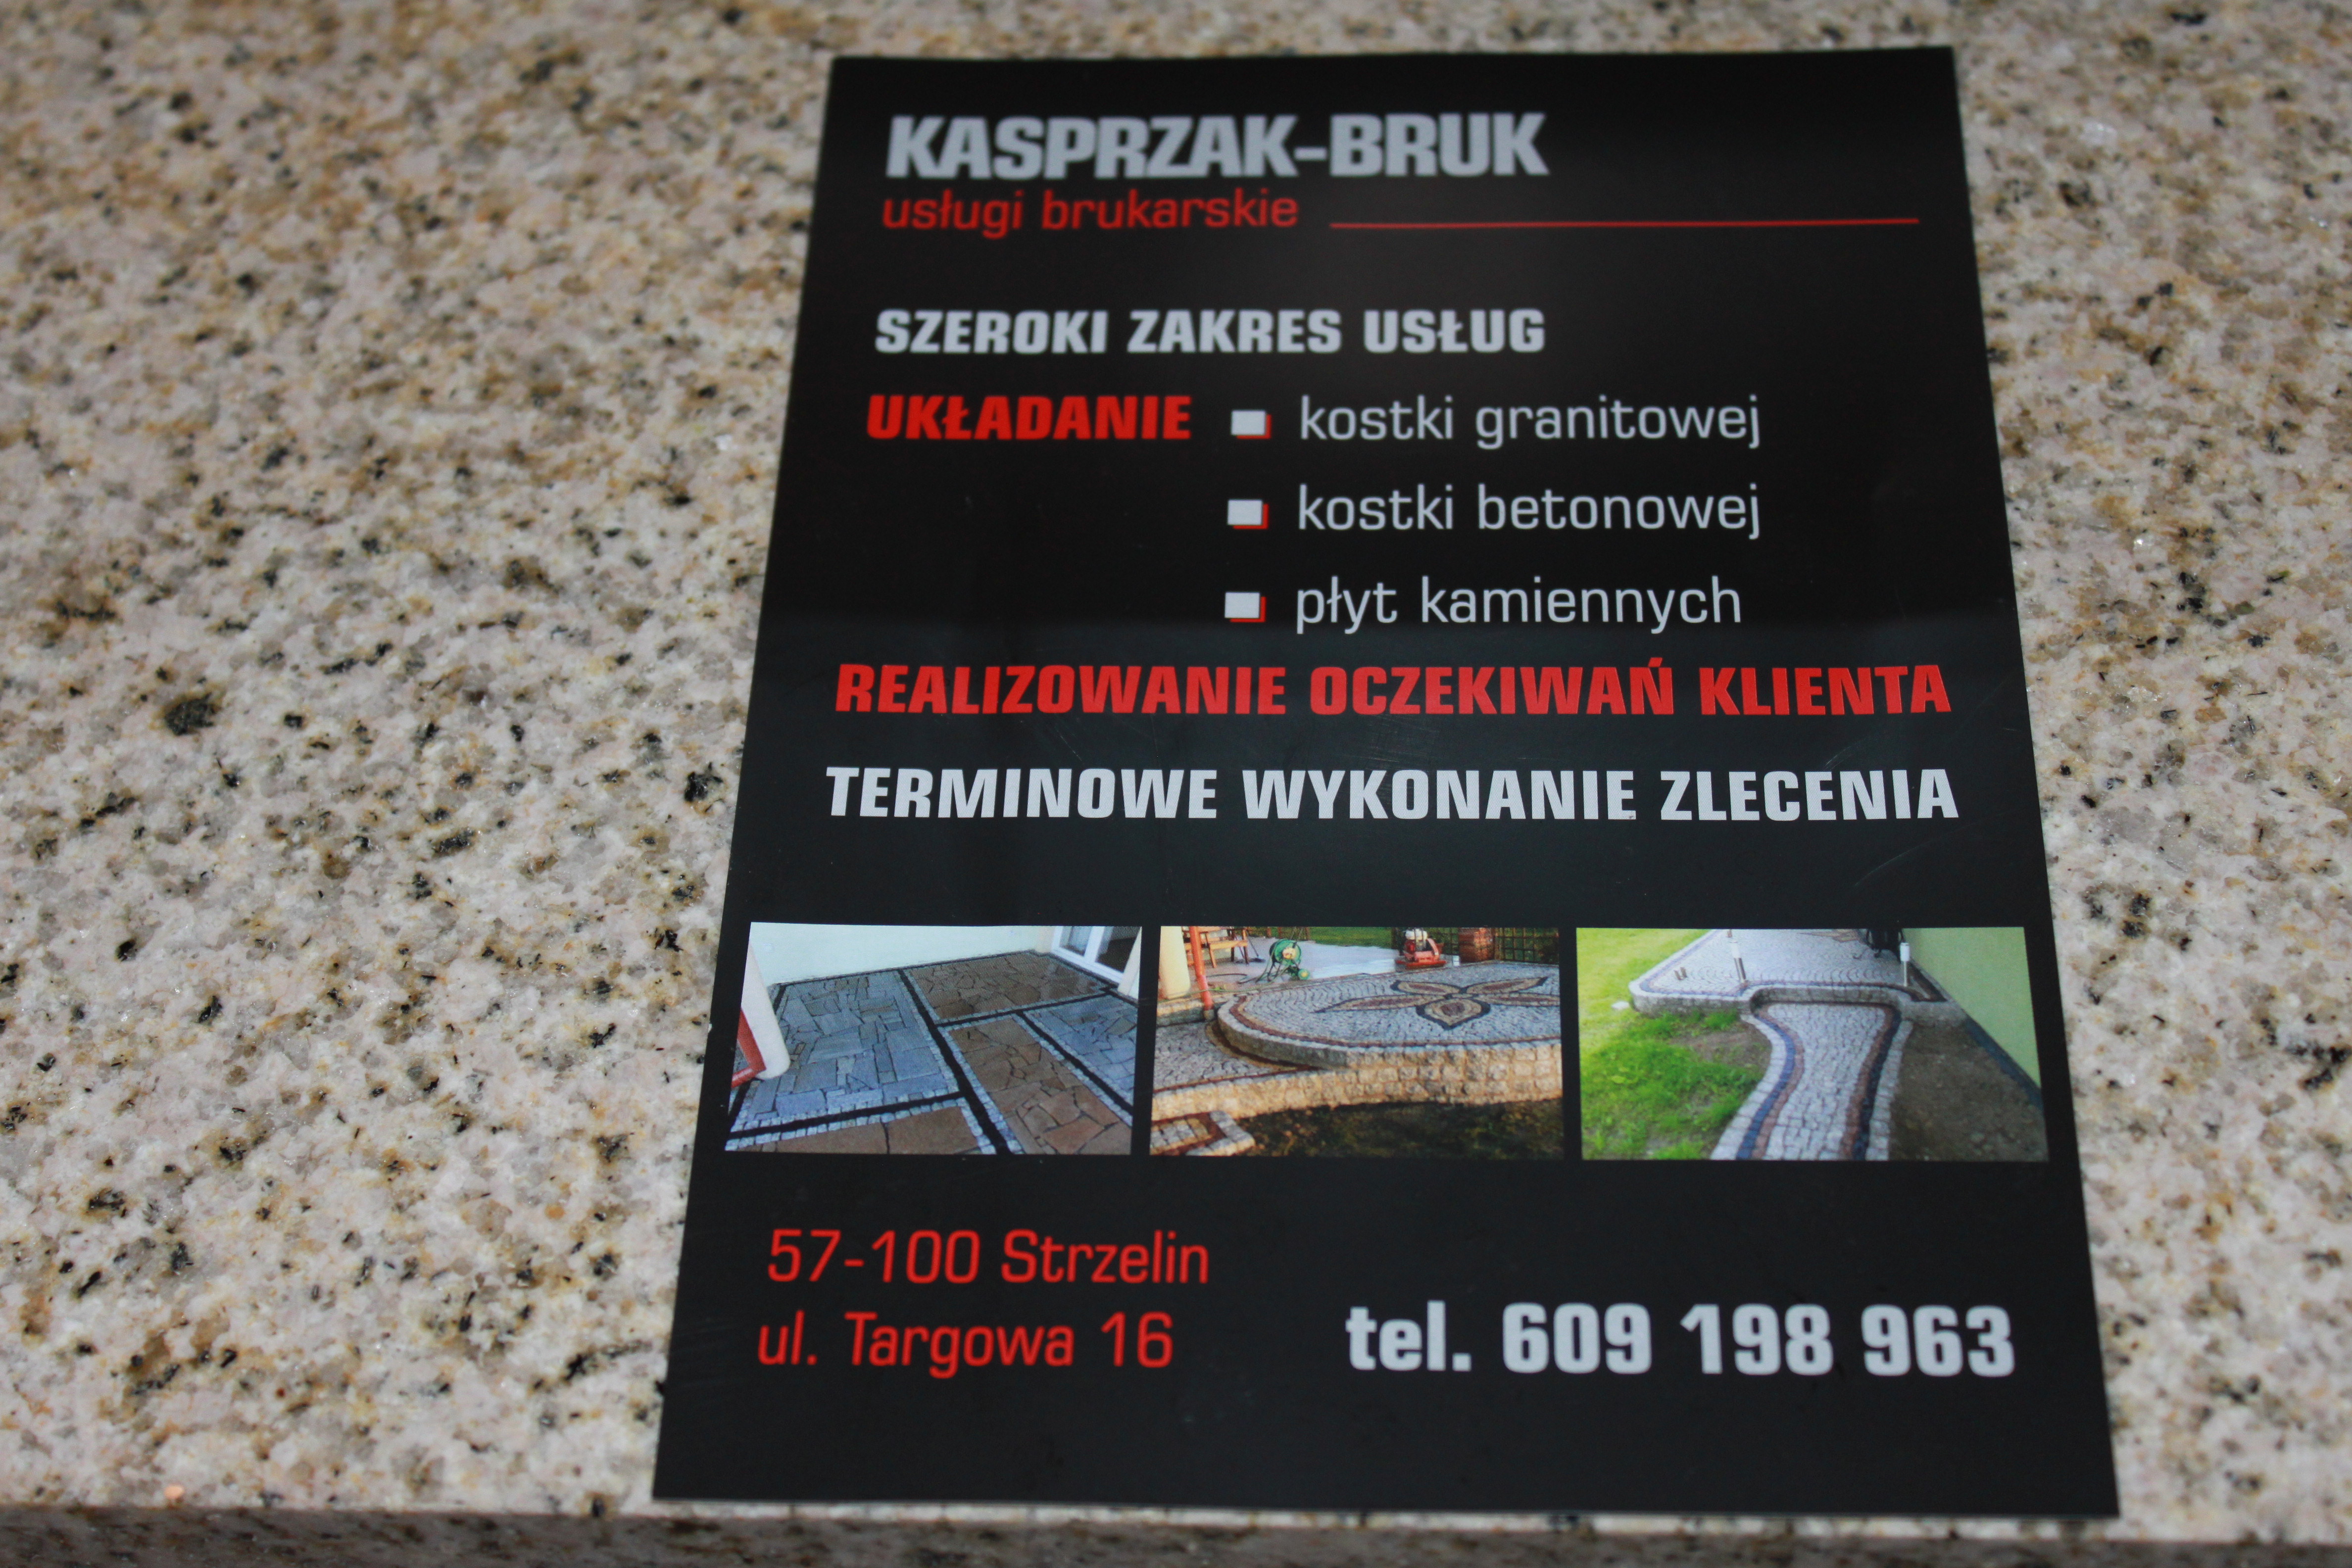 KASPRZAK-BRUK
usługi brukarskie
SZEROKI ZAKRES USŁUG
UKŁADANIE kostki granitowej
kostki betonowej
płyt kamiennych
REALIZOWANIE OCZEKIWAŃ KLIENTA
TERMINOWE WYKONANIE ZLECENIA
57-100 Strzelin
ul. Targowa 16
tel. 609 198 963